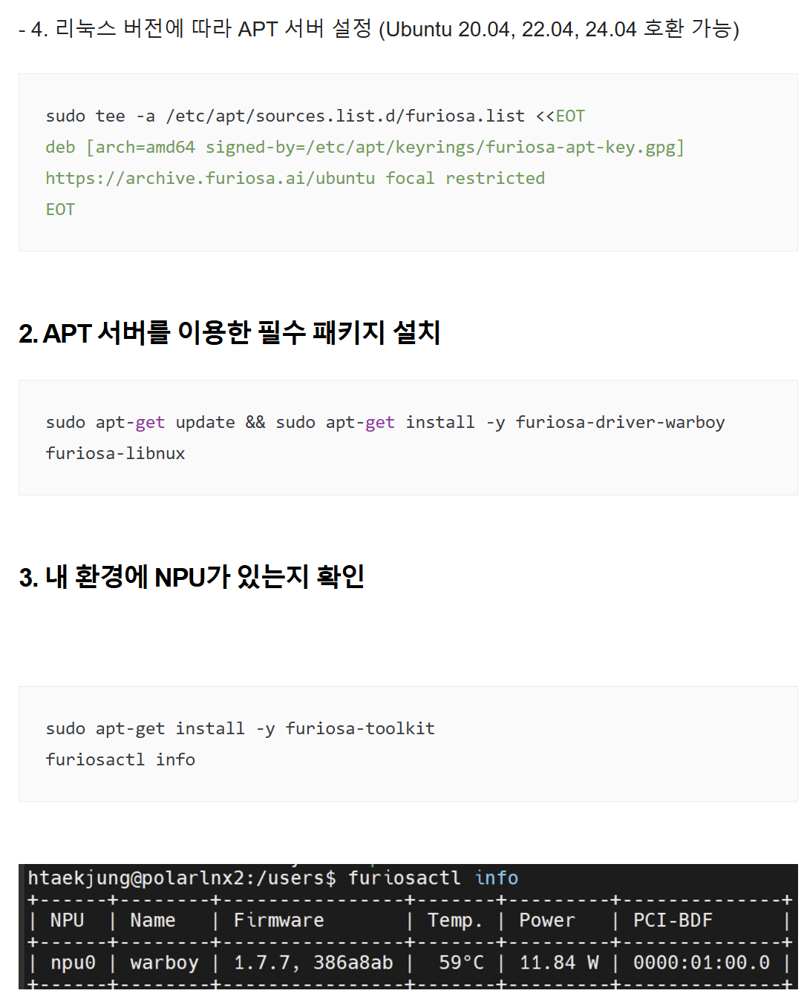 - 4. 리눅스 버전에 따라 APT 서버 설정 (Ubuntu 20.04, 22.04, 24.04 호환 가능)
sudo tee -a /etc/apt/sources.list.d/furiosa.list <<EOT
deb [arch=amd64 signed-by=/etc/apt/keyrings/furiosa-apt-key.gpg]
https://archive.furiosa.ai/ubuntu focal restricted
EOT
2. APT 서버를 이용한 필수 패키지 설치
sudo apt-get update && sudo apt-get install -y furiosa-driver-warboy
furiosa-libnux
3. 내 환경에 NPU가 있는지 확인
sudo apt-get install -y furiosa-toolkit
furiosactl info
htaekjung@polarlnx2:/users$ furiosactl info
+------+--------+----------------+-------+---------+--------------+
| NPU  | Name   | Firmware       | Temp. | Power   | PCI-BDF      |
+------+--------+----------------+-------+---------+--------------+
| npu0 | warboy | 1.7.7, 386a8ab |  59°C | 11.84 W | 0000:01:00.0 |
+------+--------+----------------+-------+---------+--------------+